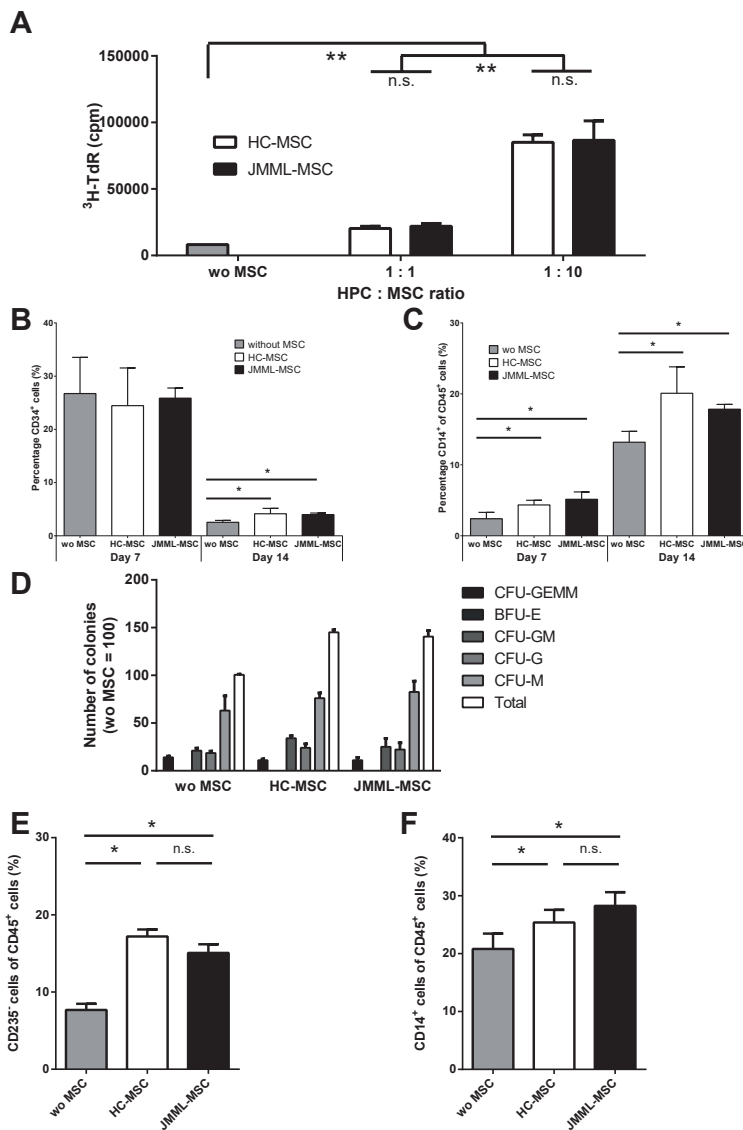 A
150000
100000
50000
0
³H-TdR (cpm)
**
**
n.s.
n.s.
HC-MSC
JMML-MSC
wo MSC
1 : 1
1 : 10
HPC : MSC ratio
B
40
30
20
10
0
Percentage CD34⁺ cells (%)
without MSC
HC-MSC
JMML-MSC
*
*
wo MSC HC-MSC JMML-MSC wo MSC HC-MSC JMML-MSC
Day 7 Day 14
C
30
20
10
0
Percentage CD14⁺ of CD45⁺ cells (%)
wo MSC
HC-MSC
JMML-MSC
*
*
*
*
wo MSC HC-MSC JMML-MSC wo MSC HC-MSC JMML-MSC
Day 7 Day 14
D
200
150
100
50
0
Number of colonies
(wo MSC = 100)
wo MSC HC-MSC JMML-MSC
CFU-GEMM
BFU-E
CFU-GM
CFU-G
CFU-M
Total
E
30
20
10
0
CD235⁻ cells of CD45⁺ cells (%)
*
*
n.s.
wo MSC
HC-MSC
JMML-MSC
F
40
30
20
10
0
CD14⁺ cells of CD45⁺ cells (%)
*
*
n.s.
wo MSC
HC-MSC
JMML-MSC